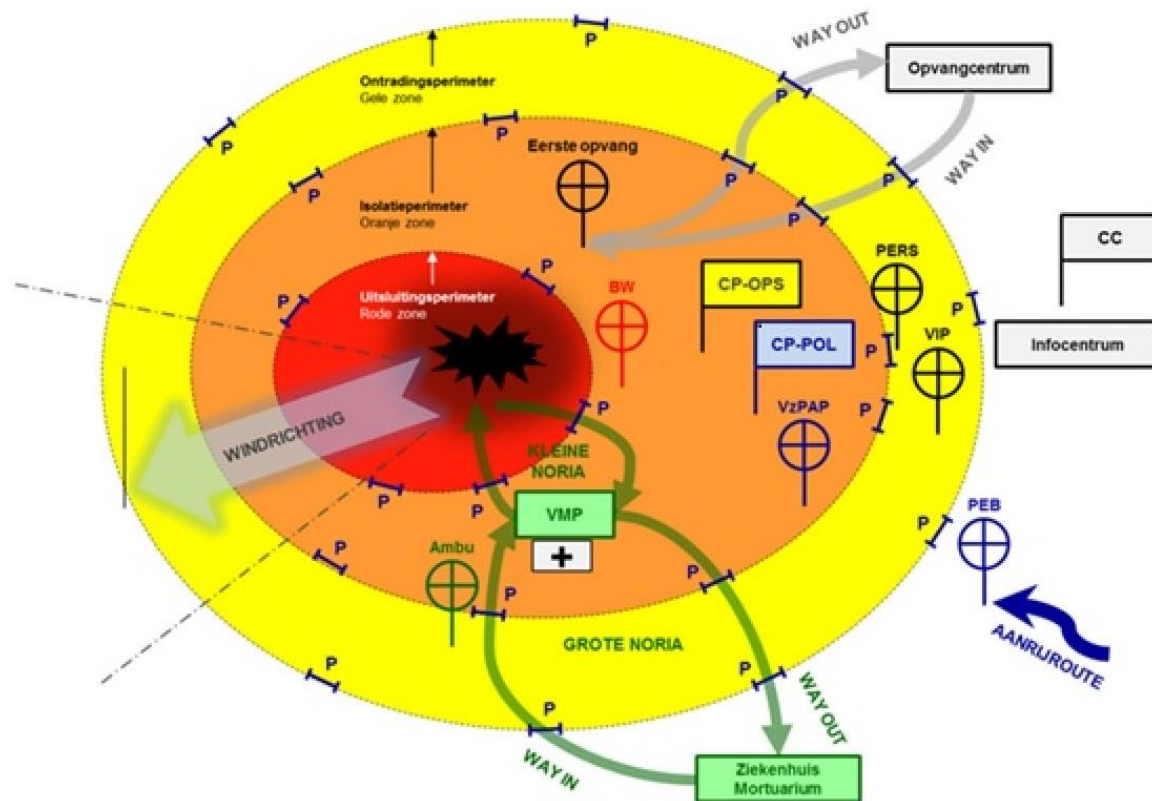 P
WAY OUT
Opvangcentrum
Ontradingsperimeter
Gele zone
P
P
P
P
Eerste opvang
P
WAY IN
P
P
P
Isolatieperimeter
Oranje zone
CC
PERS
P
BW
CP-OPS
P
P
Uitsluitingsperimeter
Rode zone
VIP
Infocentrum
CP-POL
P
WINDRICHTING
P
VzPAP
P
KLEINE
NORIA
P
P
PEB
P
VMP
+
Ambu
P
P
P
AANRIJROUTE
GROTE NORIA
P
P
WAY OUT
P
WAY IN
Ziekenhuis
Mortuarium